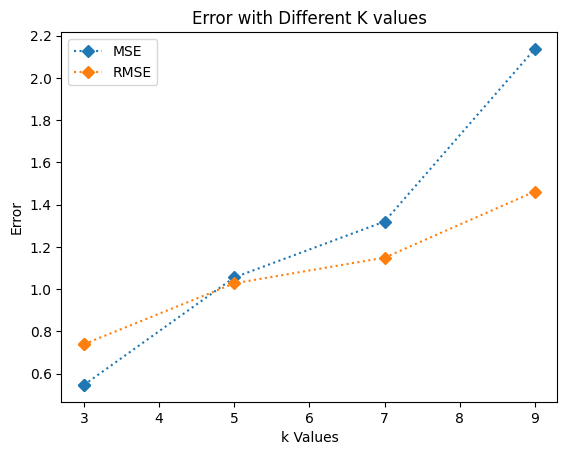 Error with Different K values
MSE
RMSE
2.2
2.0
1.8
1.6
1.4
1.2
1.0
0.8
0.6
Error
3 4 5 6 7 8 9
k Values